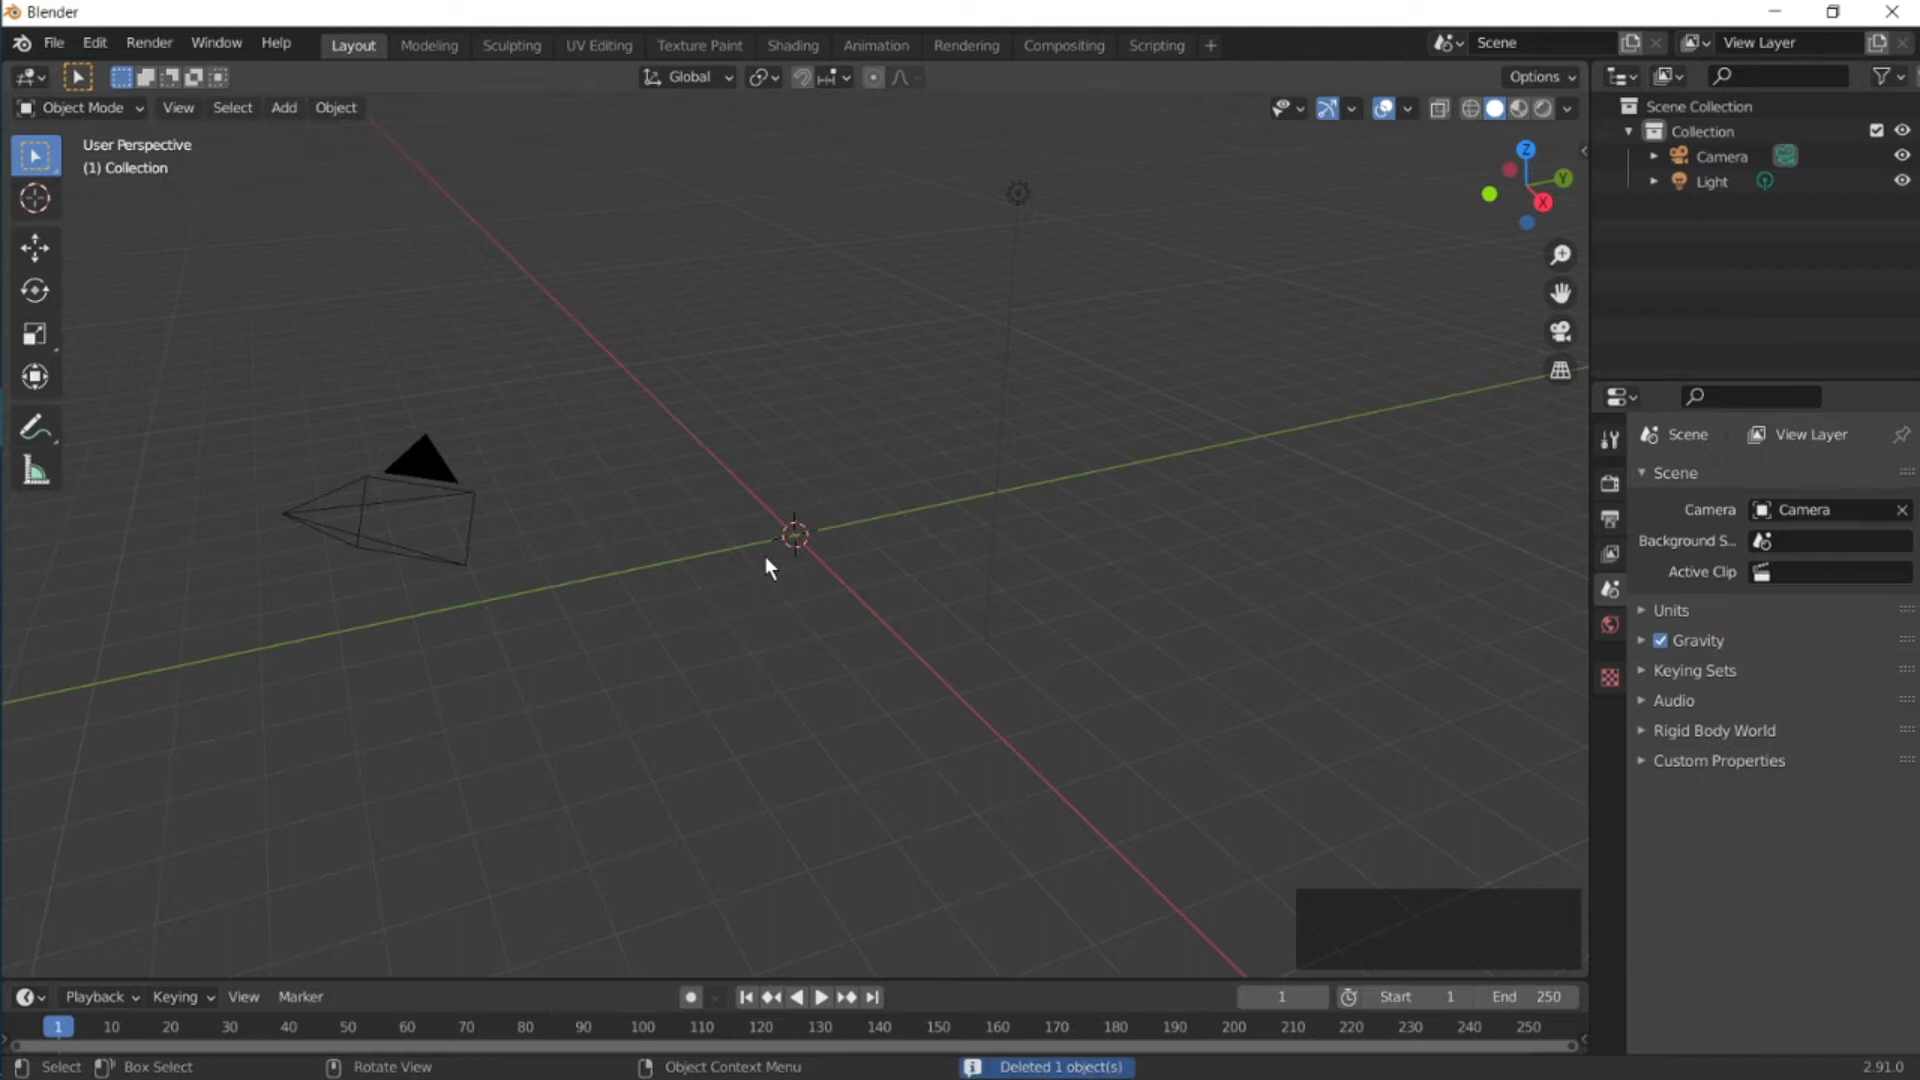 Blender
File Edit Render Window Help Layout Modeling Sculpting UV Editing Texture Paint Shading Animation Rendering Compositing Scripting + Scene View Layer
Global Options
Object Mode View Select Add Object
User Perspective
(1) Collection
Z
Y
X
Scene Collection
Collection
Camera
Light
Scene View Layer
Scene
Camera Camera
Background S...
Active Clip
Units
Gravity
Keying Sets
Audio
Rigid Body World
Custom Properties
Playback Keying View Marker 1 Start 1 End 250
1 10 20 30 40 50 60 70 80 90 100 110 120 130 140 150 160 170 180 190 200 210 220 230 240 250
Select Box Select Rotate View Object Context Menu Deleted 1 object(s) 2.91.0